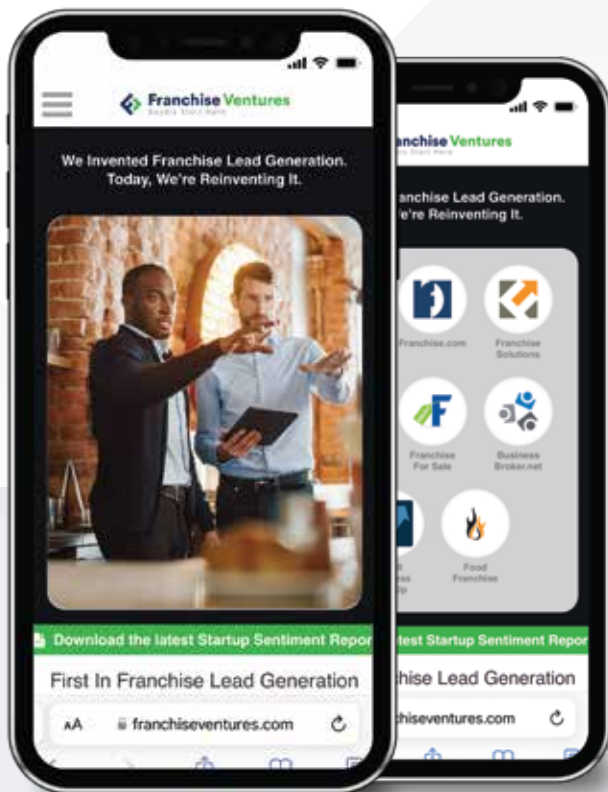 Franchise Ventures
We Invented Franchise Lead Generation.
Today, We're Reinventing It.
Download the latest Startup Sentiment Repor
First In Franchise Lead Generation
AA
franchiseventures.com
anchise Ventures
anchise Lead Generation.
e're Reinventing It.
Franchise.com
Franchise
Solutions
Franchise
For Sale
Business
Broker.net
Food
Franchise
test Startup Sentiment Repor
hise Lead Generation
hiseventures.com